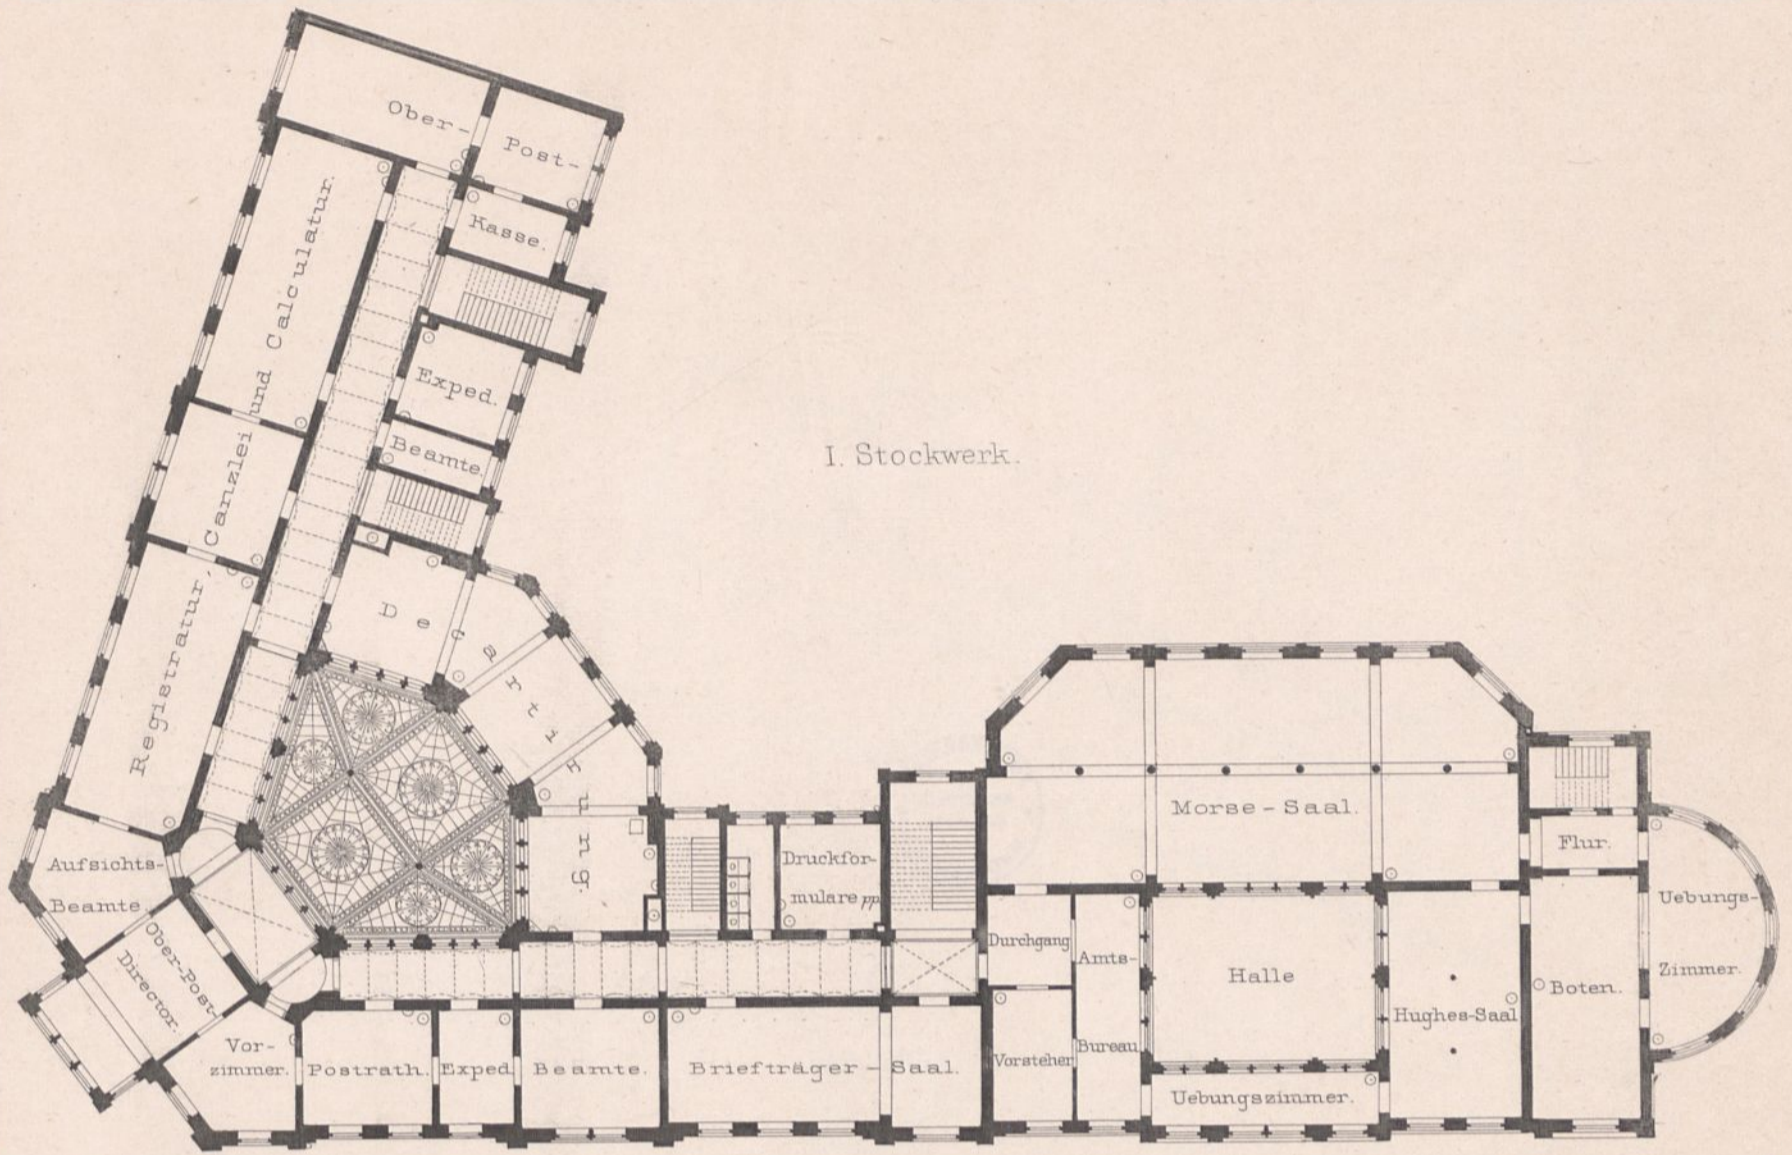 Ober-
Post-
Kasse.
Registratur, Canzlei und Calculatur.
Exped.
Beamte.
I. Stockwerk.
Decartirung.
Aufsichts-
Beamte
Ober-Post-
Director.
Vor-
zimmer.
Postrath.
Exped.
Beamte.
Briefträger-Saal.
Druckfor-
mulare pp
Durchgang
Vorsteher
Amts-
Bureau
Morse-Saal.
Halle
Uebungszimmer.
Hughes-Saal
Flur.
Boten.
Uebungs-
Zimmer.